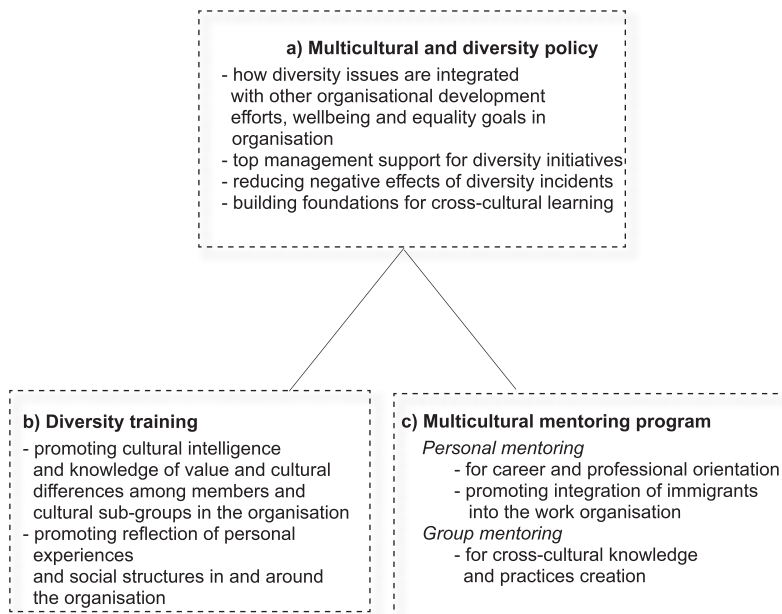 a) Multicultural and diversity policy
- how diversity issues are integrated
with other organisational development
efforts, wellbeing and equality goals in
organisation
- top management support for diversity initiatives
- reducing negative effects of diversity incidents
- building foundations for cross-cultural learning
b) Diversity training
- promoting cultural intelligence
and knowledge of value and cultural
differences among members and
cultural sub-groups in the organisation
- promoting reflection of personal
experiences
and social structures in and around
the organisation
c) Multicultural mentoring program
Personal mentoring
- for career and professional orientation
- promoting integration of immigrants
into the work organisation
Group mentoring
- for cross-cultural knowledge
and practices creation